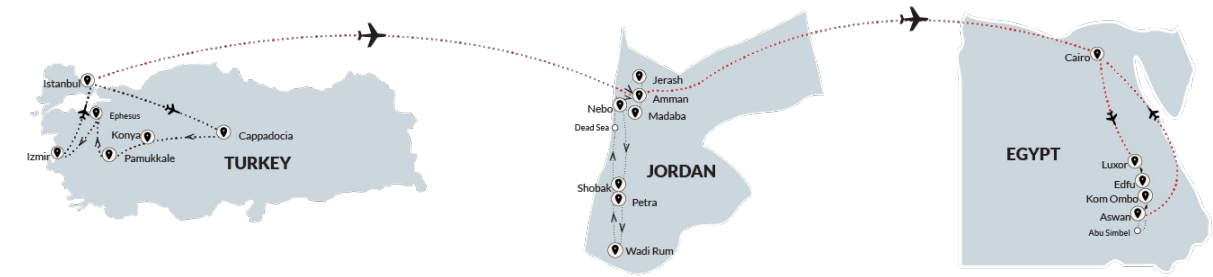 Istanbul
Ephesus
Konya
Cappadocia
Izmir
Pamukkale
TURKEY
Jerash
Amman
Nebo
Madaba
Dead Sea
JORDAN
Shobak
Petra
Wadi Rum
Cairo
EGYPT
Luxor
Edfu
Kom Ombo
Aswan
Abu Simbel